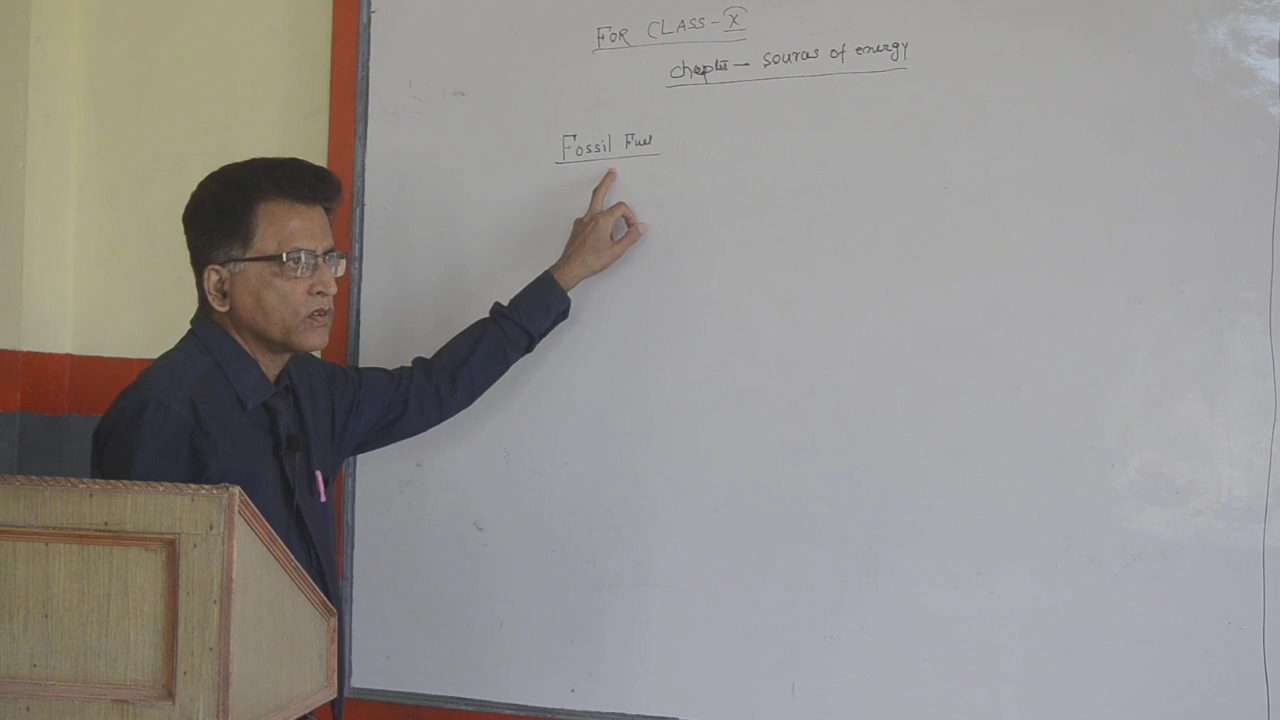 FOR CLASS - X
chapter - sources of energy
Fossil Fuel